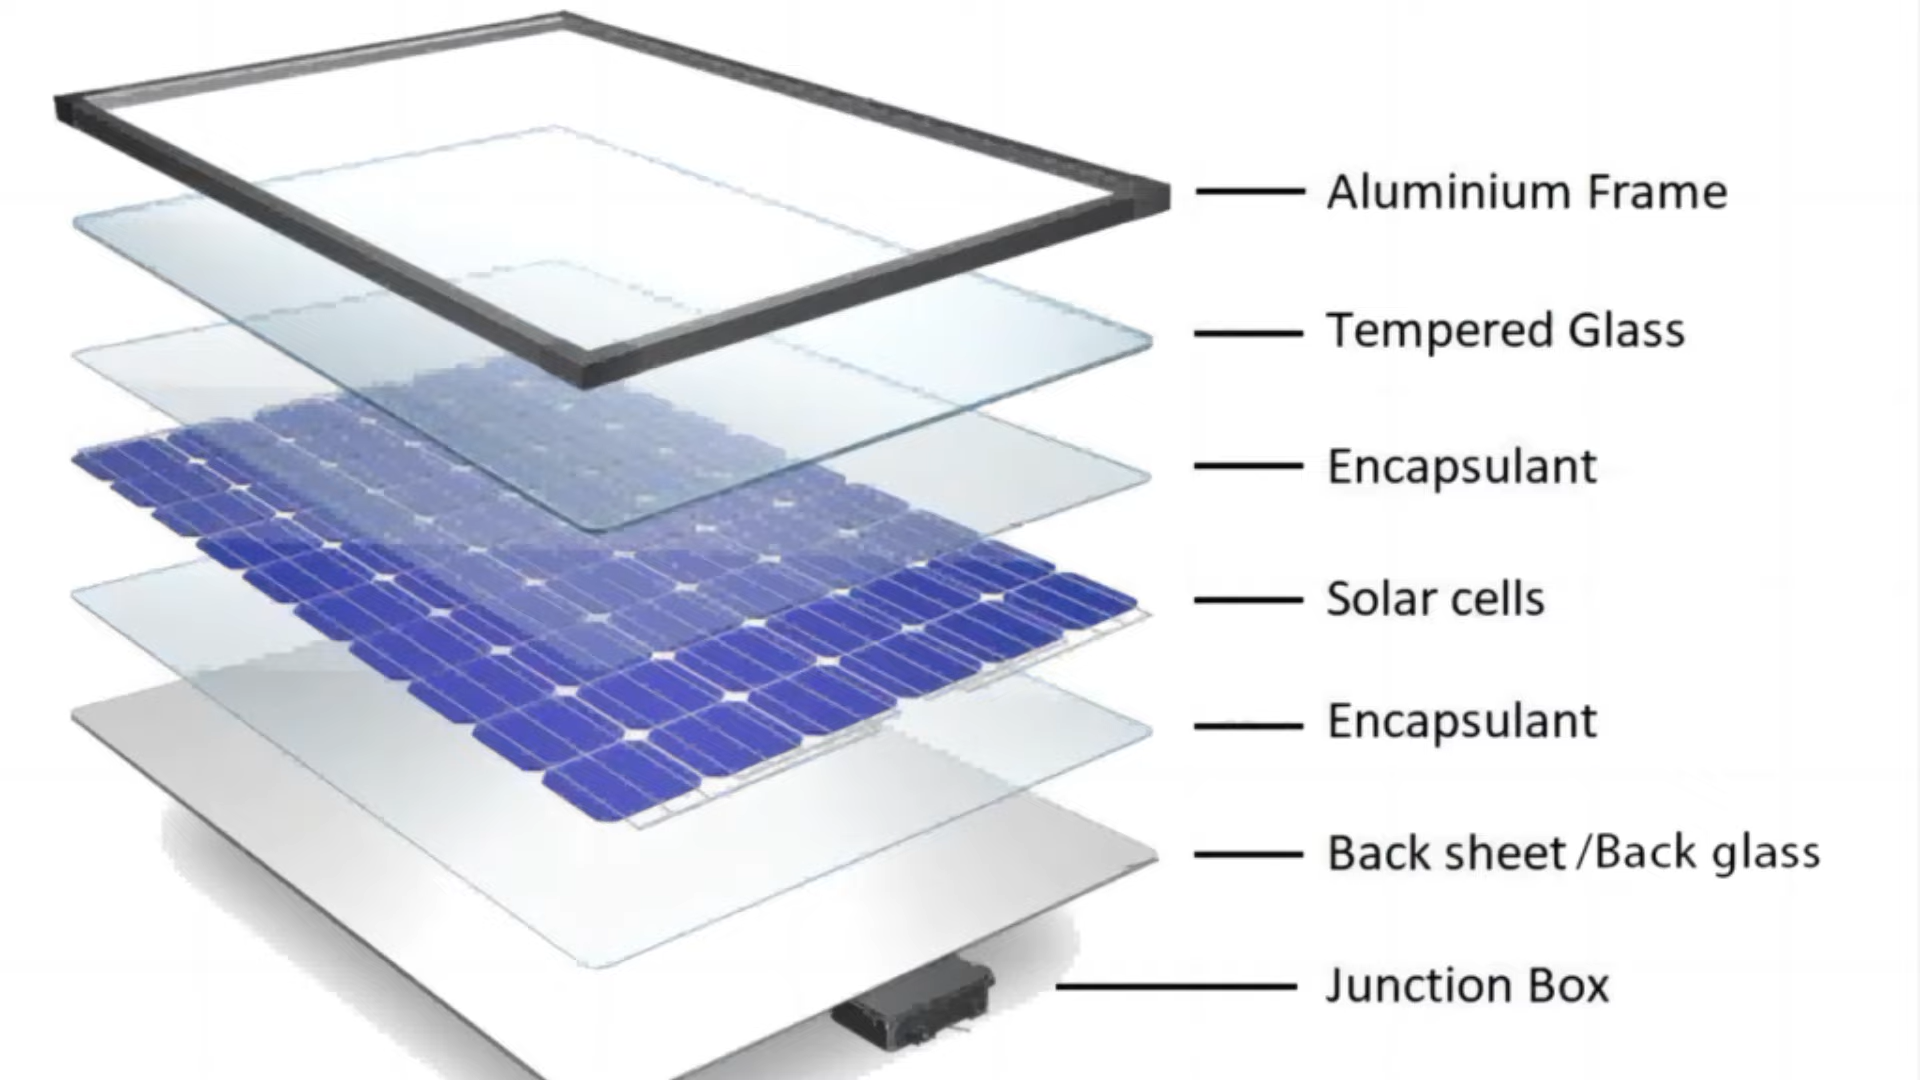 Aluminium Frame
Tempered Glass
Encapsulant
Solar cells
Encapsulant
Back sheet /Back glass
Junction Box